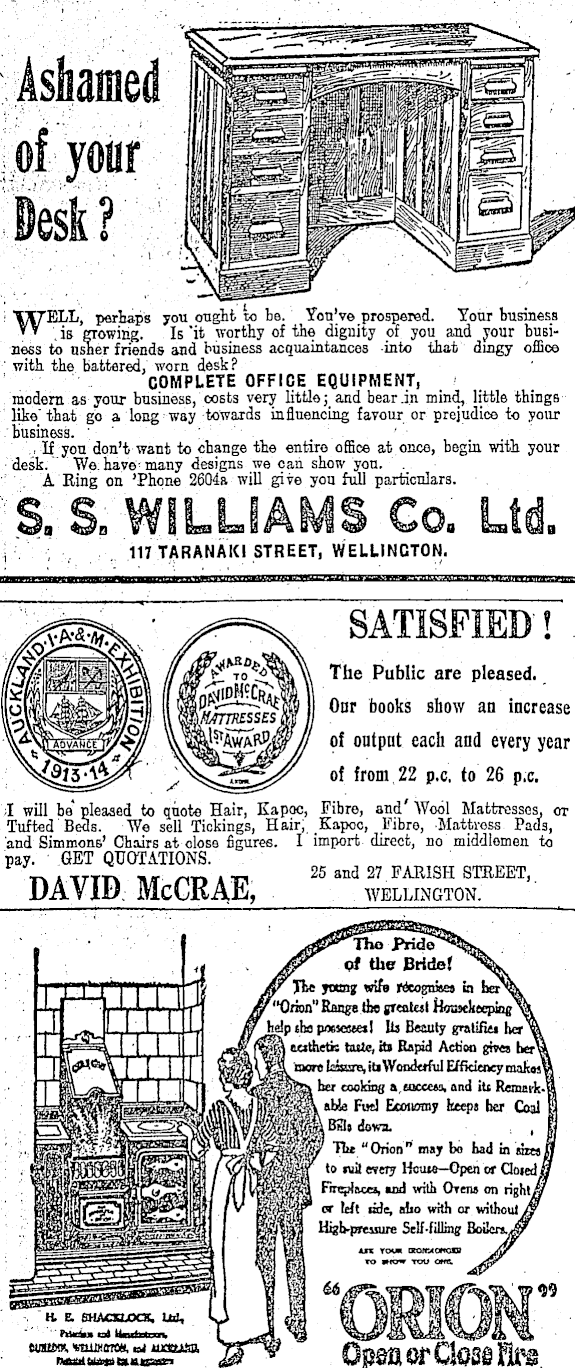 Ashamed
of your
Desk?
WELL, perhaps you ought to be. You've prospered. Your business
is growing. Is it worthy of the dignity of you and your busi-
ness to usher friends and business acquaintances into that dingy office
with the battered, worn desk?
COMPLETE OFFICE EQUIPMENT,
modern as your business, costs very little; and bear in mind, little things
like that go a long way towards influencing favour or prejudice to your
business.
If you don't want to change the entire office at once, begin with your
desk. We have many designs we can show you.
A Ring on 'Phone 2604a will give you full particulars.
S. S. WILLIAMS Co. Ltd.
117 TARANAKI STREET, WELLINGTON.
AUCKLAND·I·A·&·M·EXHIBITION
ADVANCE
1913-14
AWARDED
TO
DAVID McCRAE
MATTRESSES
1ST AWARD
SATISFIED!
The Public are pleased.
Our books show an increase
of output each and every year
of from 22 p.c. to 26 p.c.
I will be pleased to quote Hair, Kapoc, Fibre, and Wool Mattresses, or
Tufted Beds. We sell Tickings, Hair, Kapoc, Fibre, Mattress Pads,
and Simmons' Chairs at close figures. I import direct, no middlemen to
pay. GET QUOTATIONS.
DAVID McCRAE,
25 and 27 FARISH STREET,
WELLINGTON.
The Pride
of the Bride!
The young wife recognises in her
"Orion" Range the greatest Housekeeping
help she possesses! Its Beauty gratifies her
aesthetic taste, its Rapid Action gives her
more leisure, its Wonderful Efficiency makes
her cooking a success, and its Remark-
able Fuel Economy keeps her Coal
Bills down.
The "Orion" may be had in sizes
to suit every House—Open or Closed
Fireplaces, and with Ovens on right
or left side, also with or without
High-pressure Self-filling Boilers.
ASK YOUR IRONMONGER
TO SHOW YOU ONE.
ORION
H. E. SHACKLOCK, Ltd.,
Patentees and Manufacturers,
DUNEDIN, WELLINGTON, and AUCKLAND.
"ORION"
Open or Close Fire